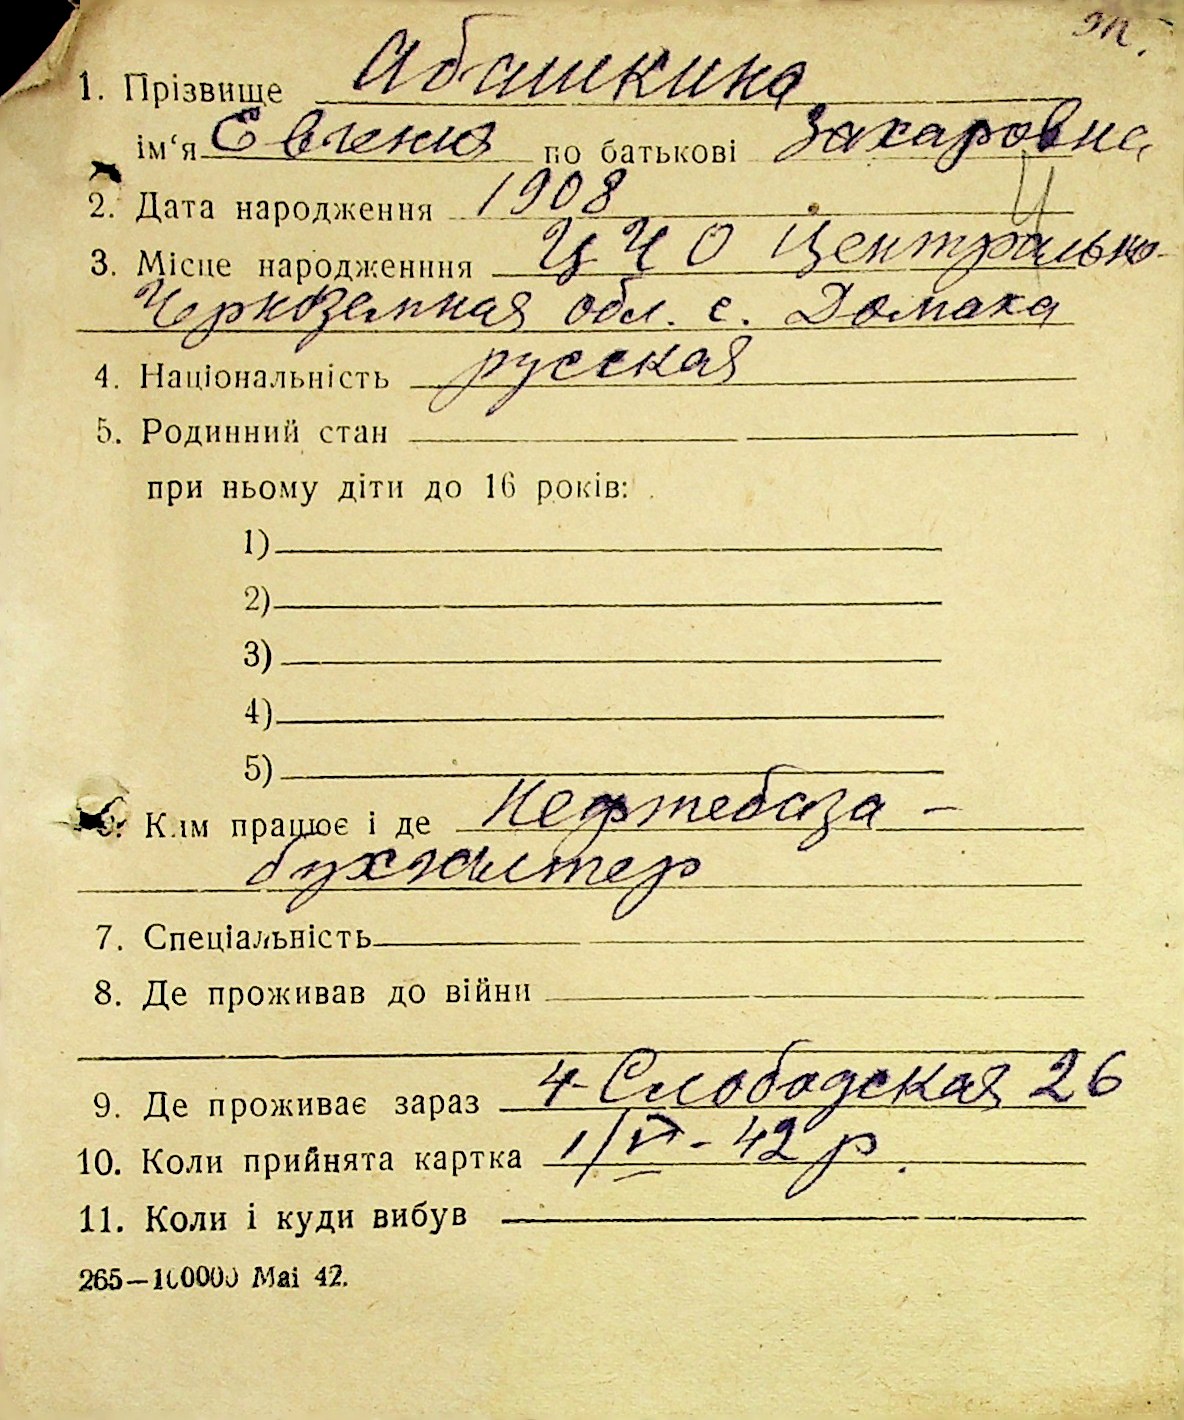 эт.
1. Прізвище Абашкина
ім‘я Евгения по батькові Захаровна
2. Дата народження 1908
3. Місце народженння ЦЧО Центрально-
Черноземная обл. с. Домаха
4. Національність русская
5. Родинний стан
при ньому діти до 16 років:
1)
2)
3)
4)
5)
6. Ким працює і де Нефтебаза –
бухгалтер
7. Спеціальність
8. Де проживав до війни
9. Де проживає зараз 4-Слободская 26
10. Коли прийнята картка 1/VI - 42 р.
11. Коли і куди вибув
265—100000 Mai 42.